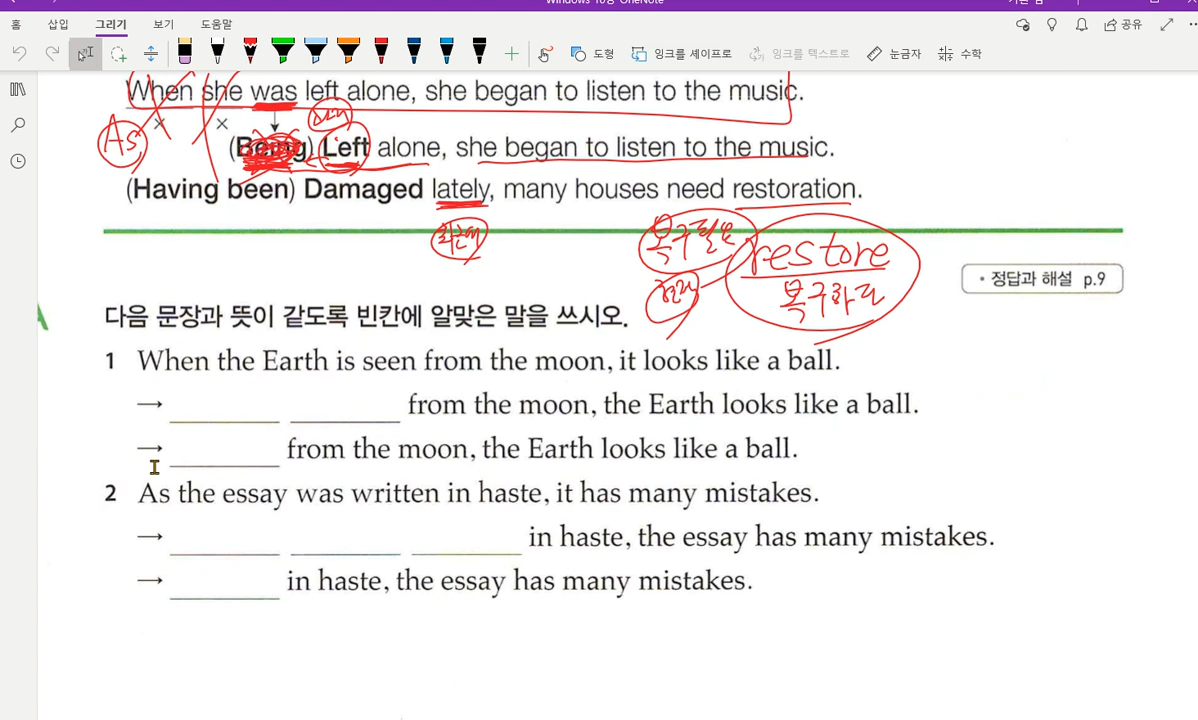 Windows 10용 OneNote
홈 삽입 그리기 보기 도움말
공유
도형 잉크를 셰이프로 잉크를 텍스트로 눈금자 수학
When she was left alone, she began to listen to the music.
As × ×
(Being) Left alone, she began to listen to the music.
(Having been) Damaged lately, many houses need restoration.
최근에 복구필요 restore
현재 복구하다
• 정답과 해설 p.9
다음 문장과 뜻이 같도록 빈칸에 알맞은 말을 쓰시오.
1 When the Earth is seen from the moon, it looks like a ball.
→ from the moon, the Earth looks like a ball.
→ from the moon, the Earth looks like a ball.
2 As the essay was written in haste, it has many mistakes.
→ in haste, the essay has many mistakes.
→ in haste, the essay has many mistakes.